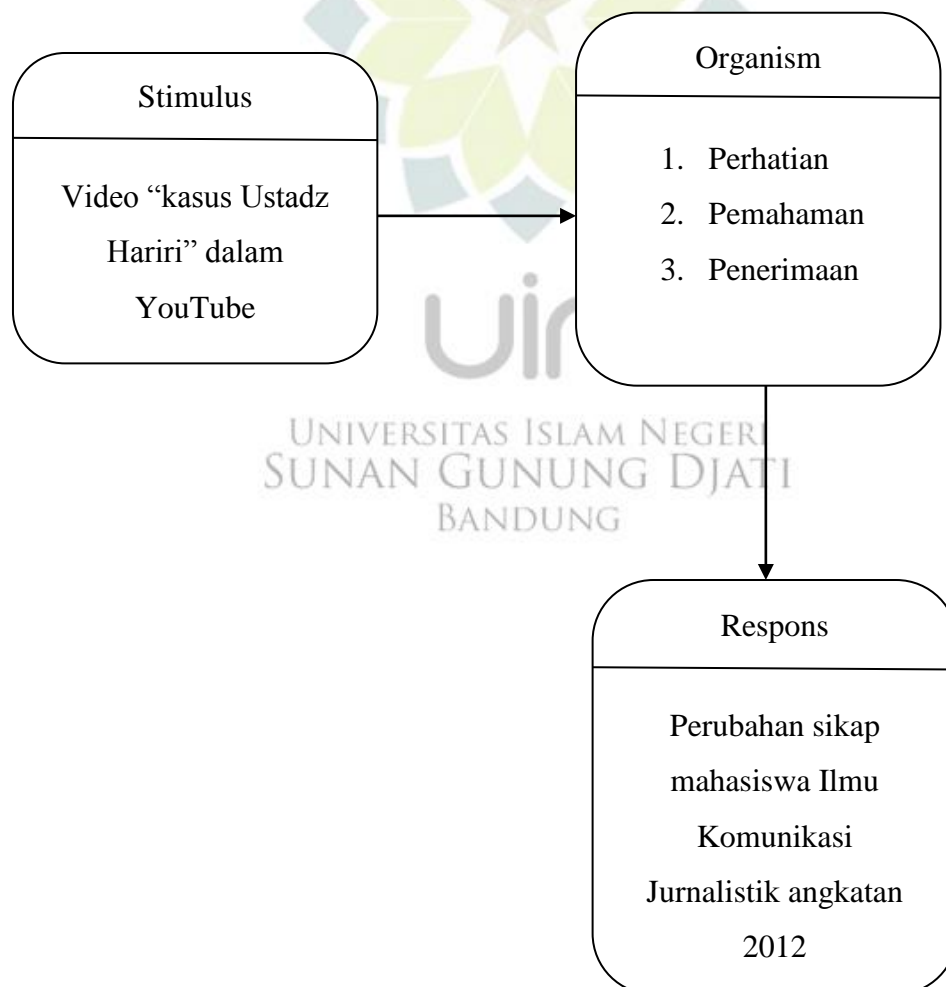 Stimulus
Video “kasus Ustadz
Hariri” dalam
YouTube
Organism
1. Perhatian
2. Pemahaman
3. Penerimaan
UNIVERSITAS ISLAM NEGERI
SUNAN GUNUNG DJATI
BANDUNG
Respons
Perubahan sikap
mahasiswa Ilmu
Komunikasi
Jurnalistik angkatan
2012